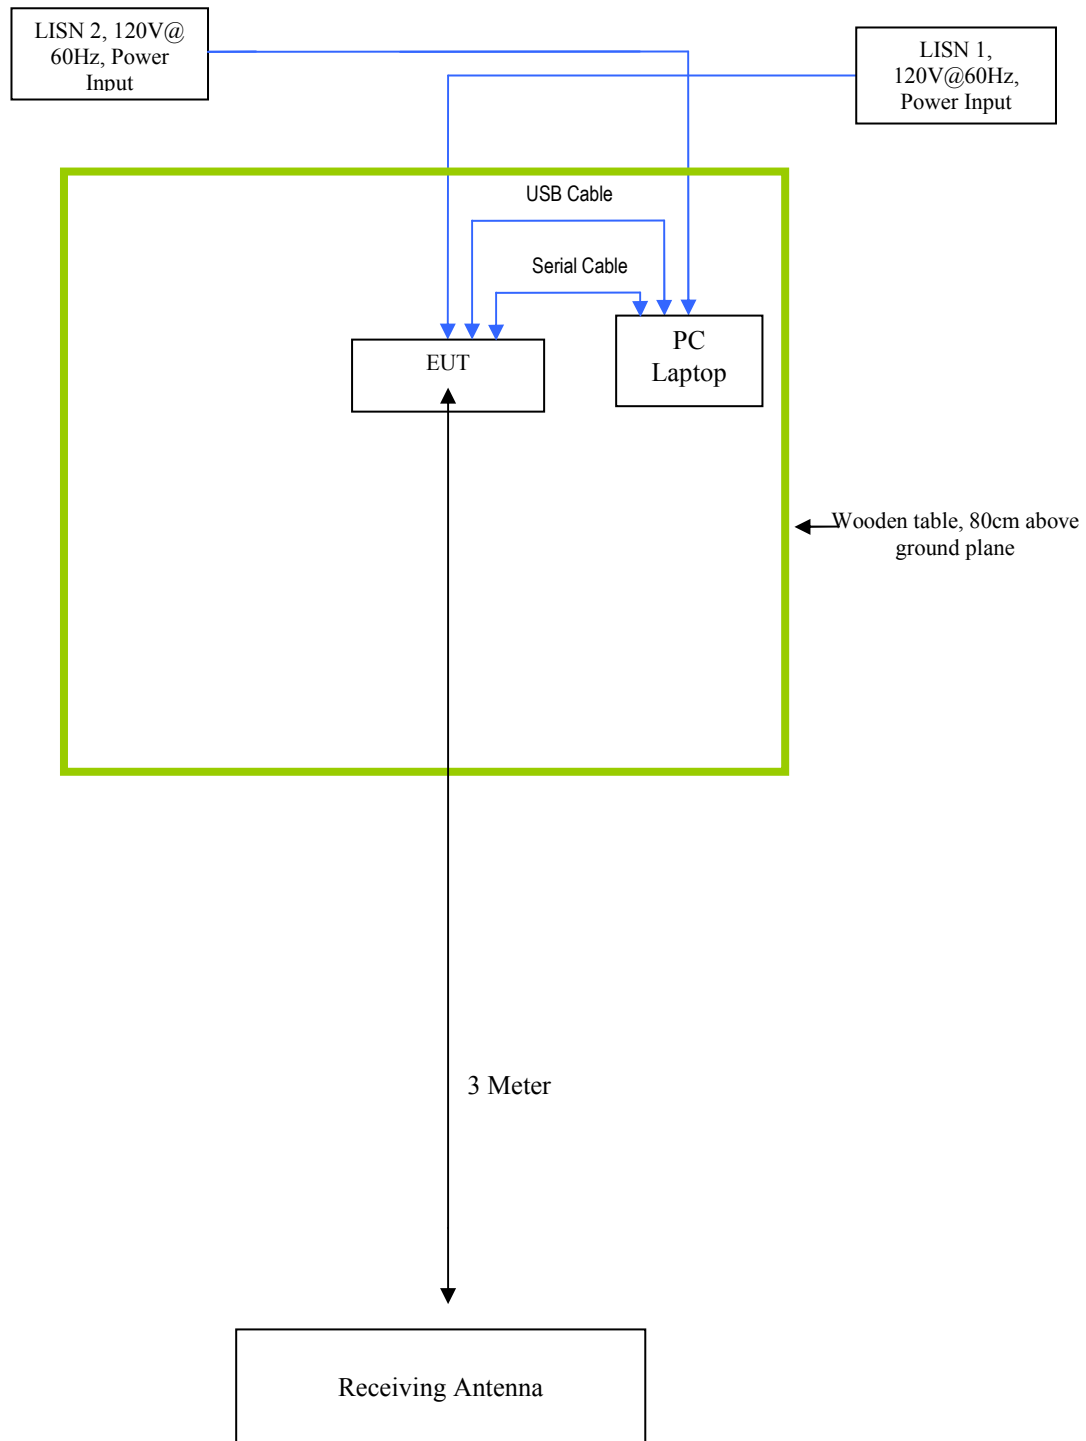 LISN 2, 120V@
60Hz, Power
Input
LISN 1,
120V@60Hz,
Power Input
USB Cable
Serial Cable
EUT
PC
Laptop
Wooden table, 80cm above
ground plane
3 Meter
Receiving Antenna